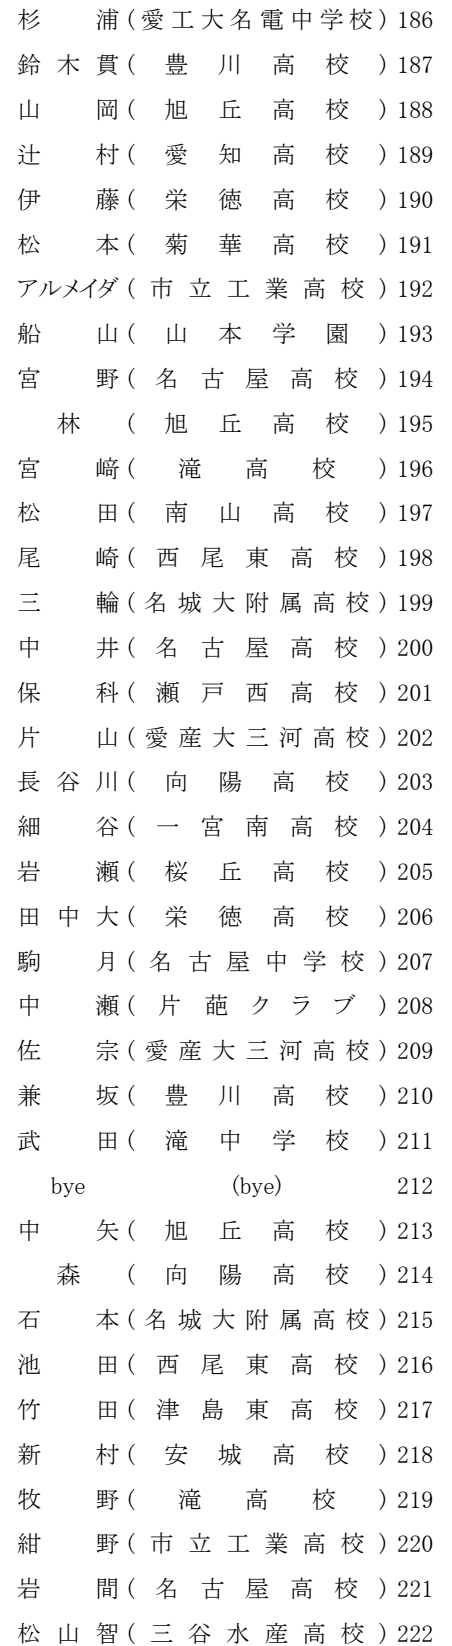 杉浦(愛工大名電中学校)186
鈴木貫(豊川高校)187
山岡(旭丘高校)188
辻村(愛知高校)189
伊藤(栄徳高校)190
松本(菊華高校)191
アルメイダ(市立工業高校)192
船山(山本学園)193
宮野(名古屋高校)194
林(旭丘高校)195
宮﨑(滝高校)196
松田(南山高校)197
尾崎(西尾東高校)198
三輪(名城大附属高校)199
中井(名古屋高校)200
保科(瀬戸西高校)201
片山(愛産大三河高校)202
長谷川(向陽高校)203
細谷(一宮南高校)204
岩瀬(桜丘高校)205
田中大(栄徳高校)206
駒月(名古屋中学校)207
中瀬(片葩クラブ)208
佐宗(愛産大三河高校)209
兼坂(豊川高校)210
武田(滝中学校)211
bye (bye) 212
中矢(旭丘高校)213
森(向陽高校)214
石本(名城大附属高校)215
池田(西尾東高校)216
竹田(津島東高校)217
新村(安城高校)218
牧野(滝高校)219
紺野(市立工業高校)220
岩間(名古屋高校)221
松山智(三谷水産高校)222